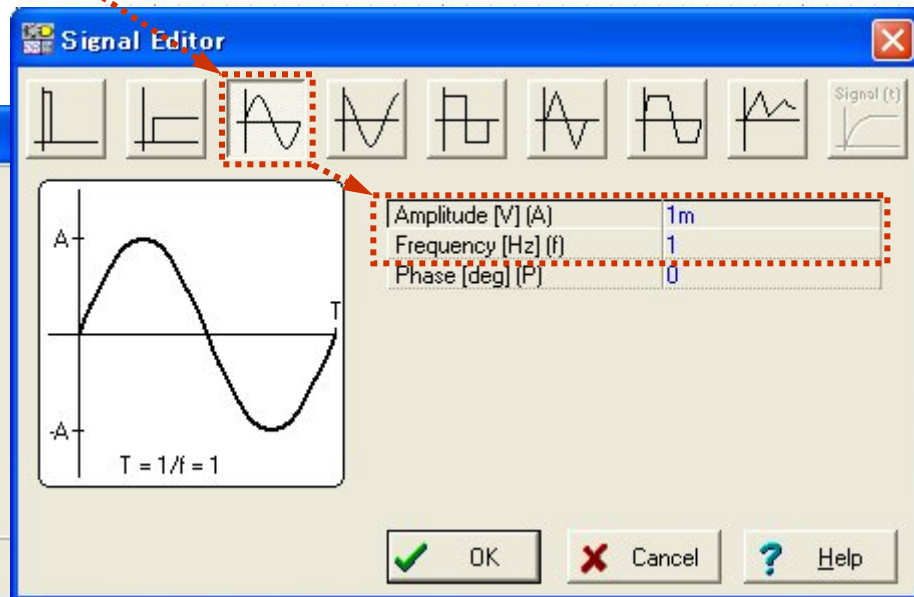 Signal Editor
Signal (t)
Amplitude [V] (A) 1m
Frequency [Hz] (f) 1
Phase [deg] (P) 0
A
T
-A
T = 1/f = 1
OK Cancel Help